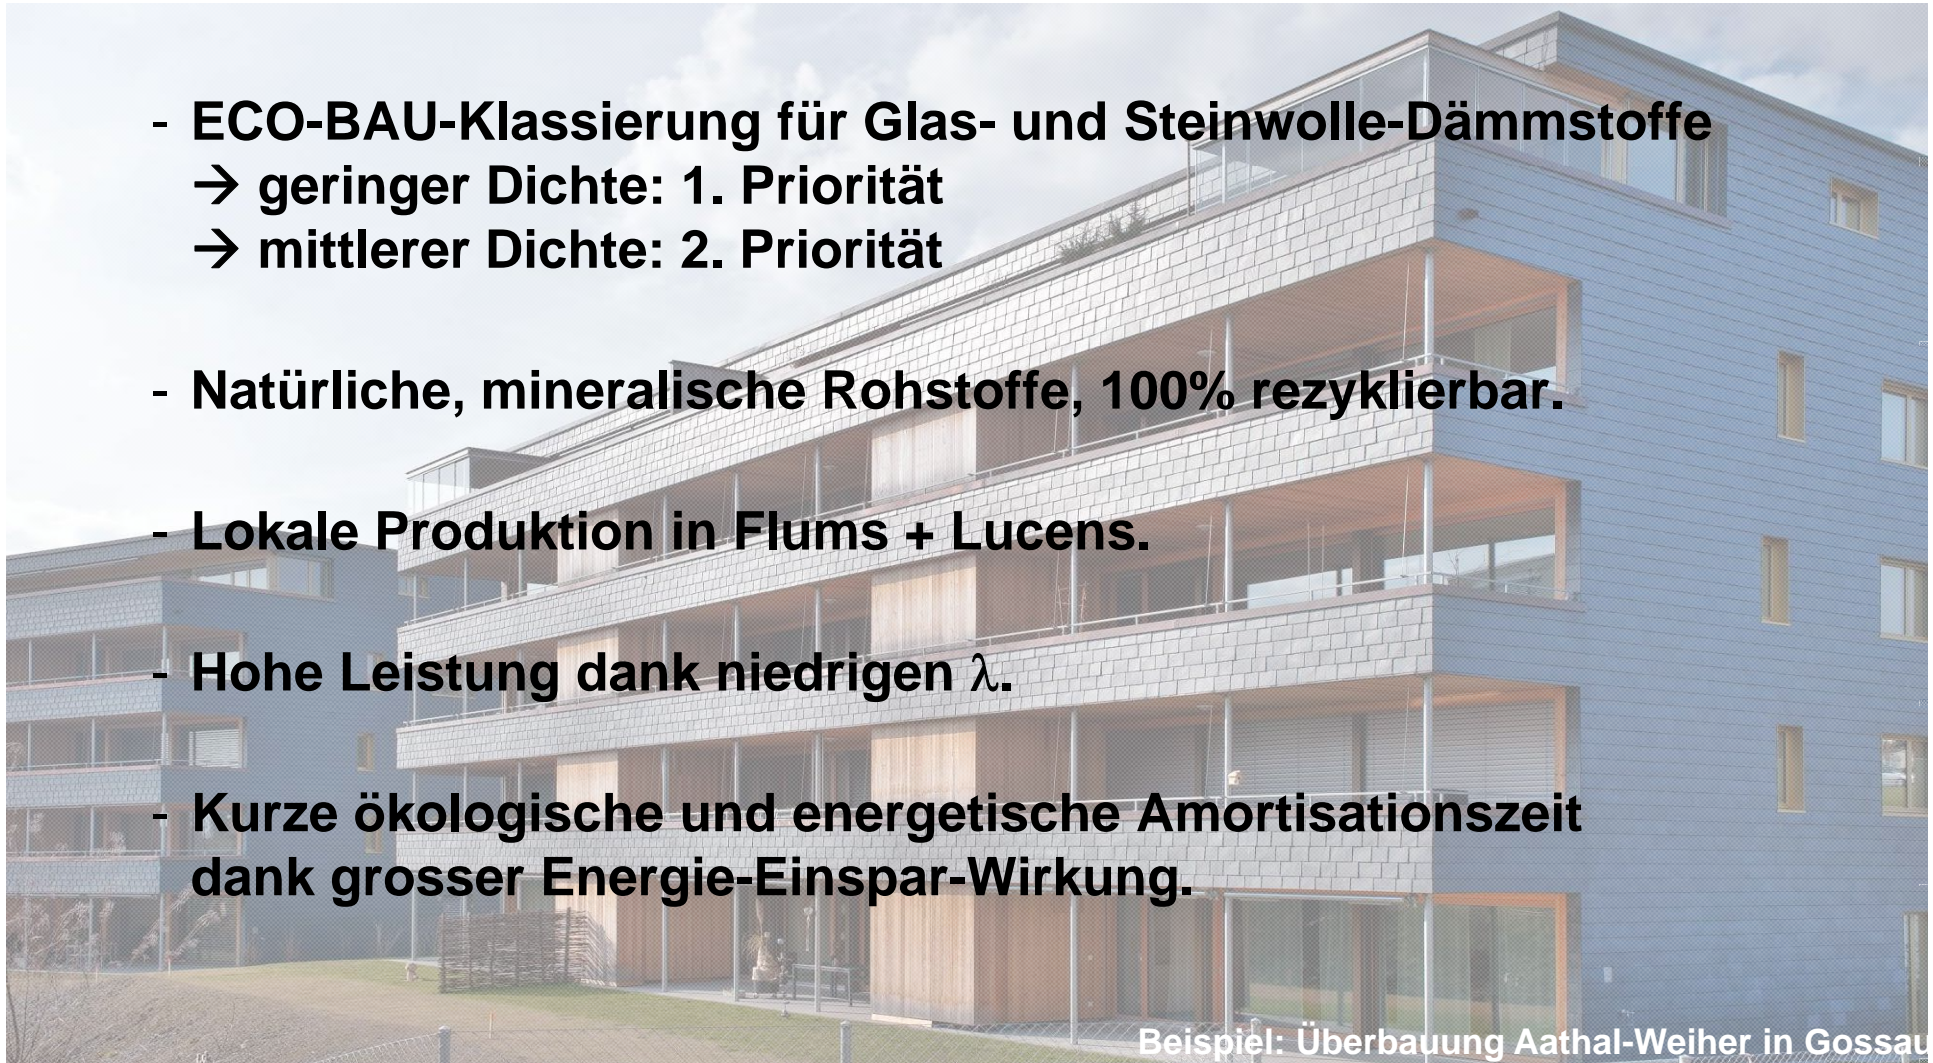 - ECO-BAU-Klassierung für Glas- und Steinwolle-Dämmstoffe
→ geringer Dichte: 1. Priorität
→ mittlerer Dichte: 2. Priorität
- Natürliche, mineralische Rohstoffe, 100% rezyklierbar.
- Lokale Produktion in Flums + Lucens.
- Hohe Leistung dank niedrigen λ.
- Kurze ökologische und energetische Amortisationszeit
dank grosser Energie-Einspar-Wirkung.
Beispiel: Überbauung Aathal-Weiher in Gossau